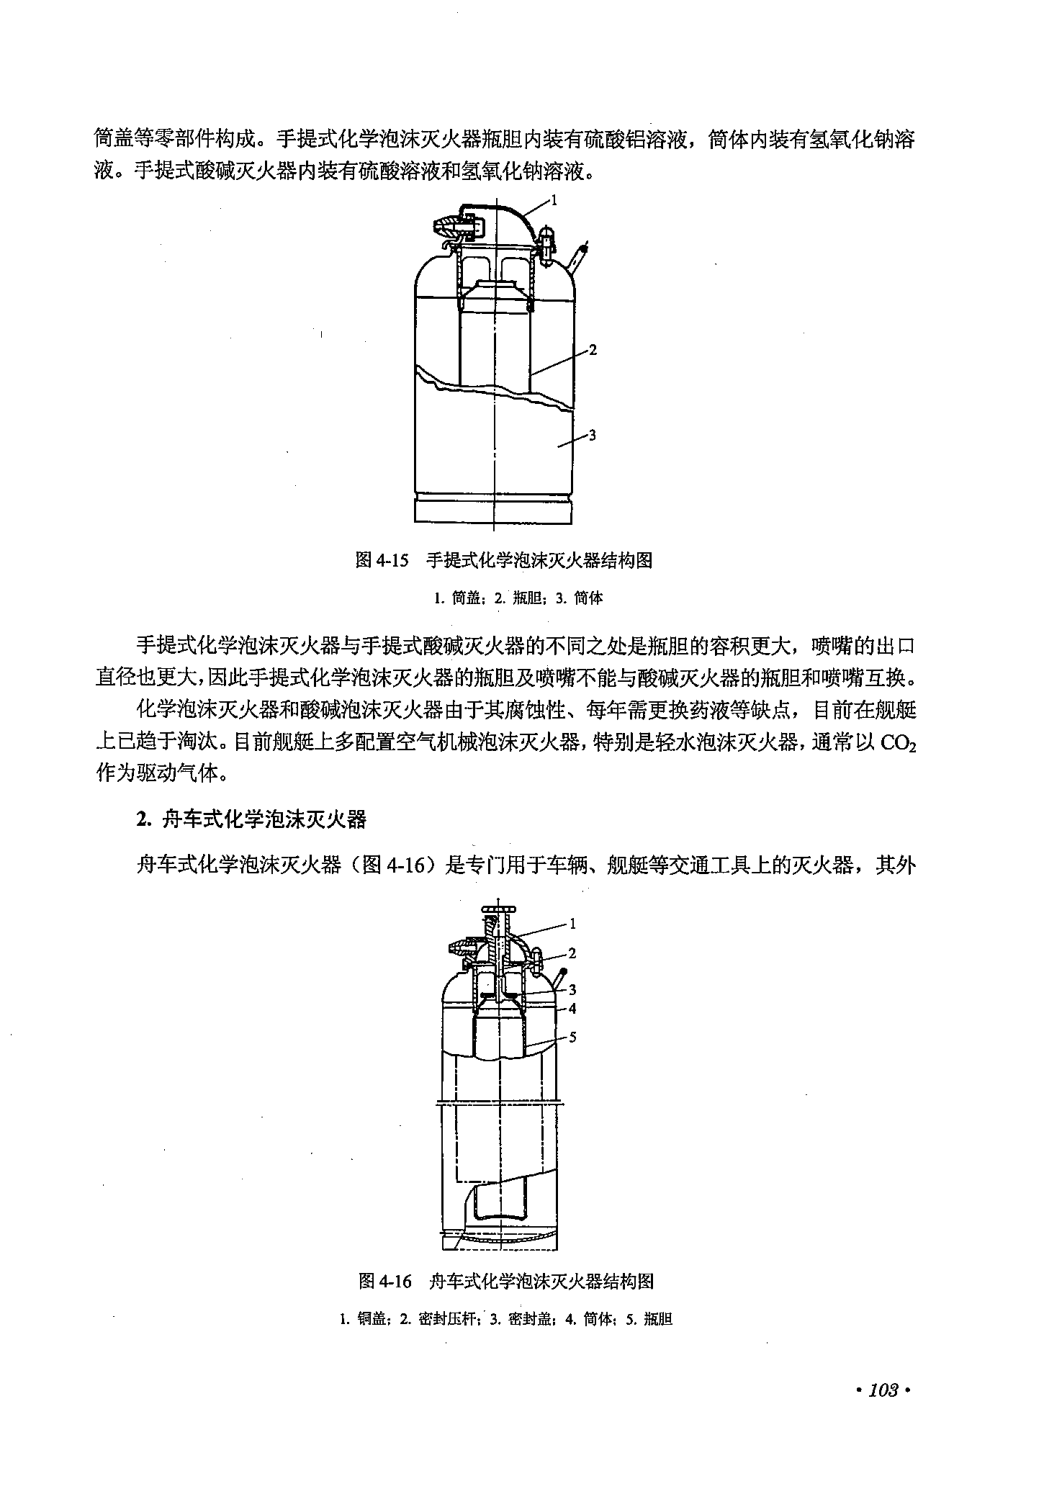 筒盖等零部件构成。手提式化学泡沫灭火器瓶胆内装有硫酸铝溶液，筒体内装有氢氧化钠溶
液。手提式酸碱灭火器内装有硫酸溶液和氢氧化钠溶液。
1
2
3
图 4-15 手提式化学泡沫灭火器结构图
1. 筒盖；2. 瓶胆；3. 筒体
手提式化学泡沫灭火器与手提式酸碱灭火器的不同之处是瓶胆的容积更大，喷嘴的出口
直径也更大，因此手提式化学泡沫灭火器的瓶胆及喷嘴不能与酸碱灭火器的瓶胆和喷嘴互换。
化学泡沫灭火器和酸碱泡沫灭火器由于其腐蚀性、每年需更换药液等缺点，目前在舰艇
上已趋于淘汰。目前舰艇上多配置空气机械泡沫灭火器，特别是轻水泡沫灭火器，通常以 CO₂
作为驱动气体。
2. 舟车式化学泡沫灭火器
舟车式化学泡沫灭火器（图 4-16）是专门用于车辆、舰艇等交通工具上的灭火器，其外
1
2
3
4
5
图 4-16 舟车式化学泡沫灭火器结构图
1. 铜盖；2. 密封压杆；3. 密封盖；4. 筒体；5. 瓶胆
·103·